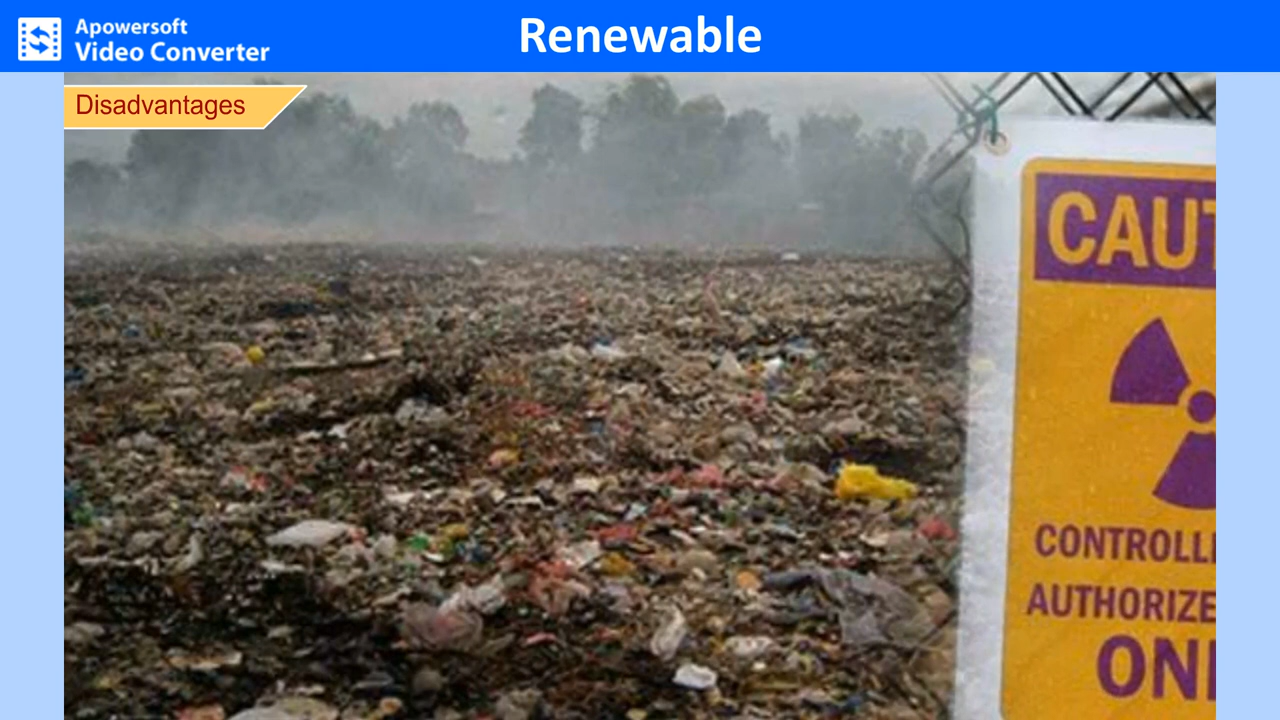 Apowersoft
Video Converter
Renewable
Disadvantages
CAUT
CONTROLL
AUTHORIZE
ON